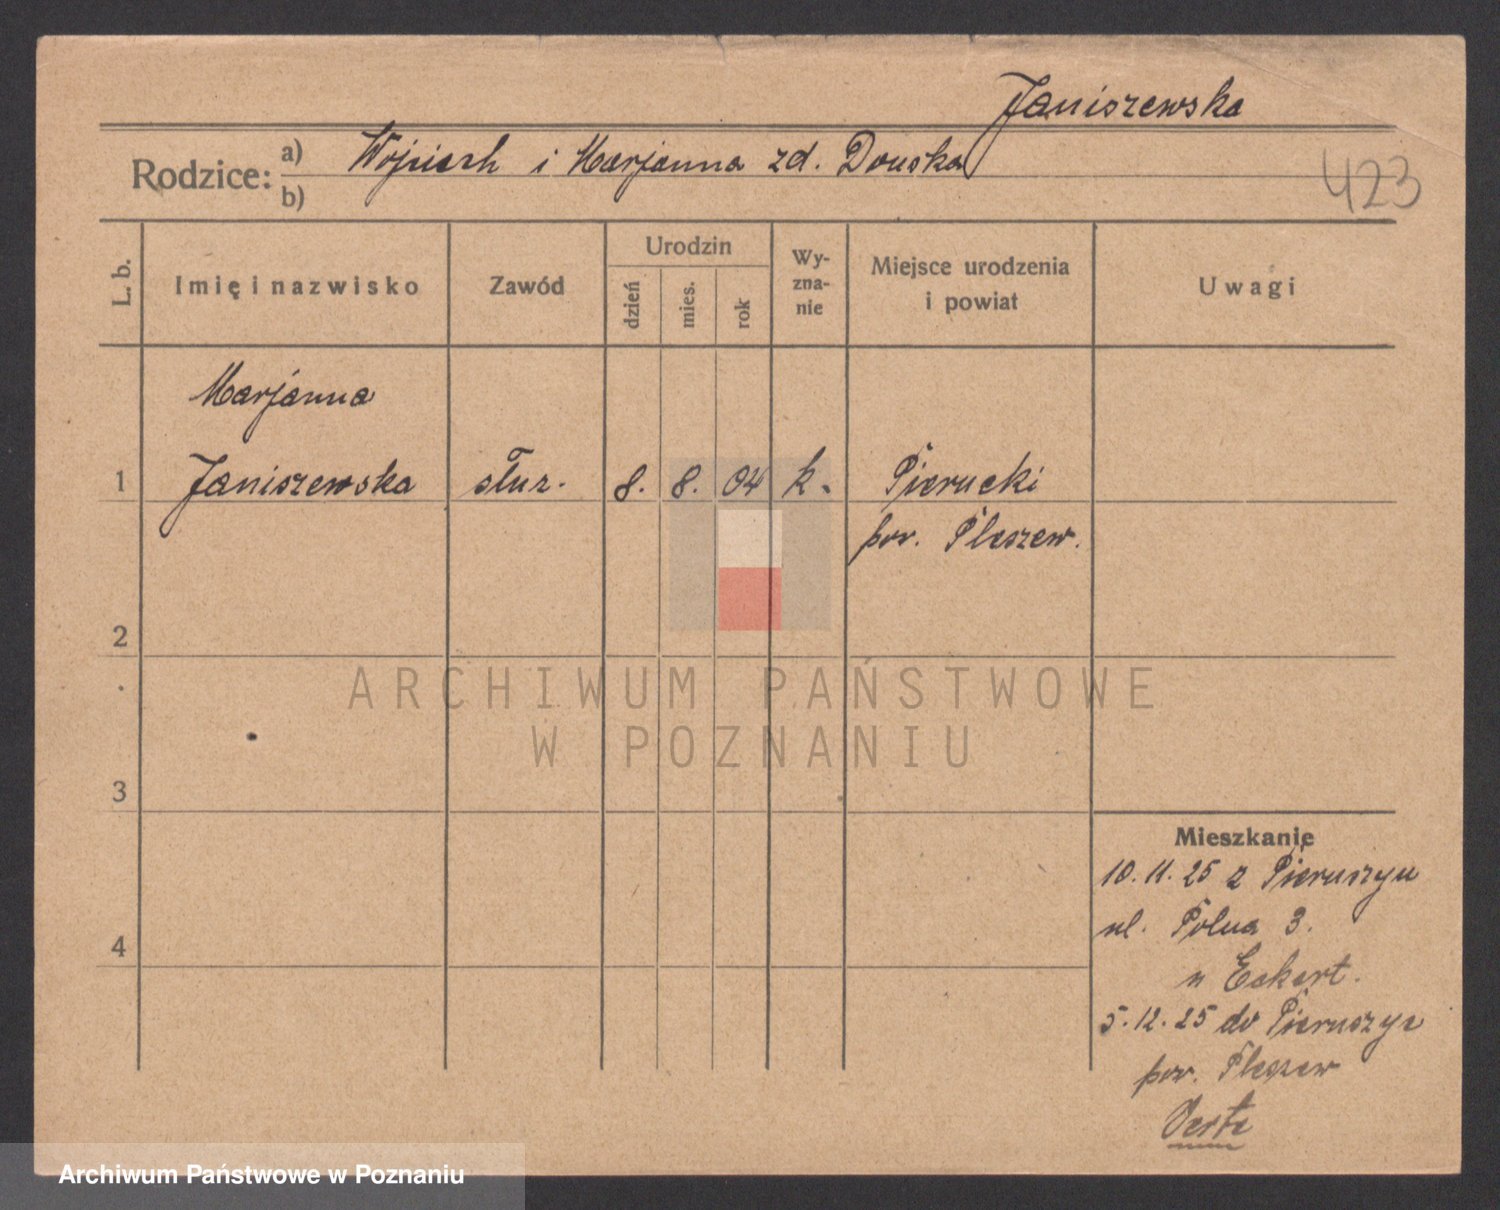 Janiszewska
Rodzice: a) Wojciech i Marjanna zd. Douska
b)
423
L. b.
Imię i nazwisko
Zawód
Urodzin
dzień
mies.
rok
Wy-
zna-
nie
Miejsce urodzenia
i powiat
Uwagi
Marjanna
1 Janiszewska służ. 8. 8. 04 k. Pierucki
pow. Pleszew.
2
3
4
Mieszkanie
10. 11. 25 z Pieruszyc
ul. Polna 3.
u Eckert.
5. 12. 25 do Pieruszyc
pow. Pleszew
ARCHIWUM PAŃSTWOWE
W POZNANIU
Archiwum Państwowe w Poznaniu